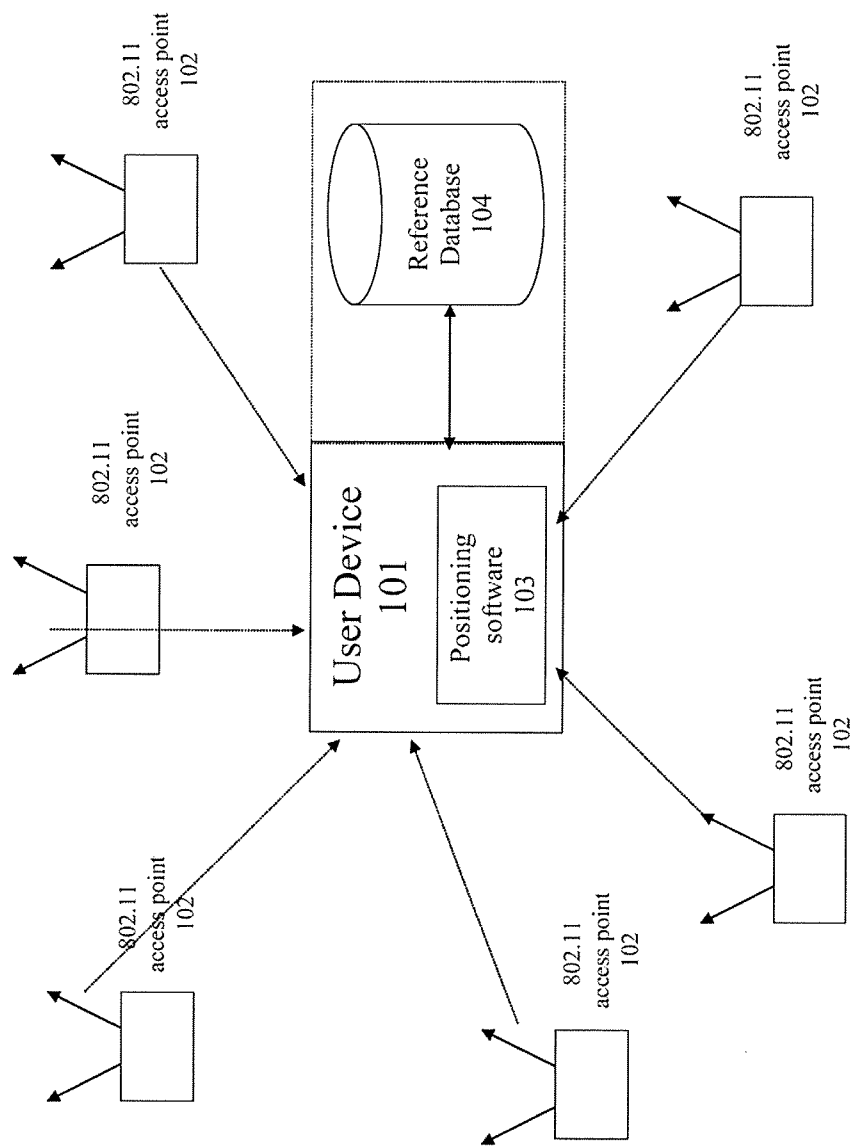 802.11
access point
102
802.11
access point
102
802.11
access point
102
User Device
101
Positioning
software
103
Reference
Database
104
802.11
access point
102
802.11
access point
102
802.11
access point
102